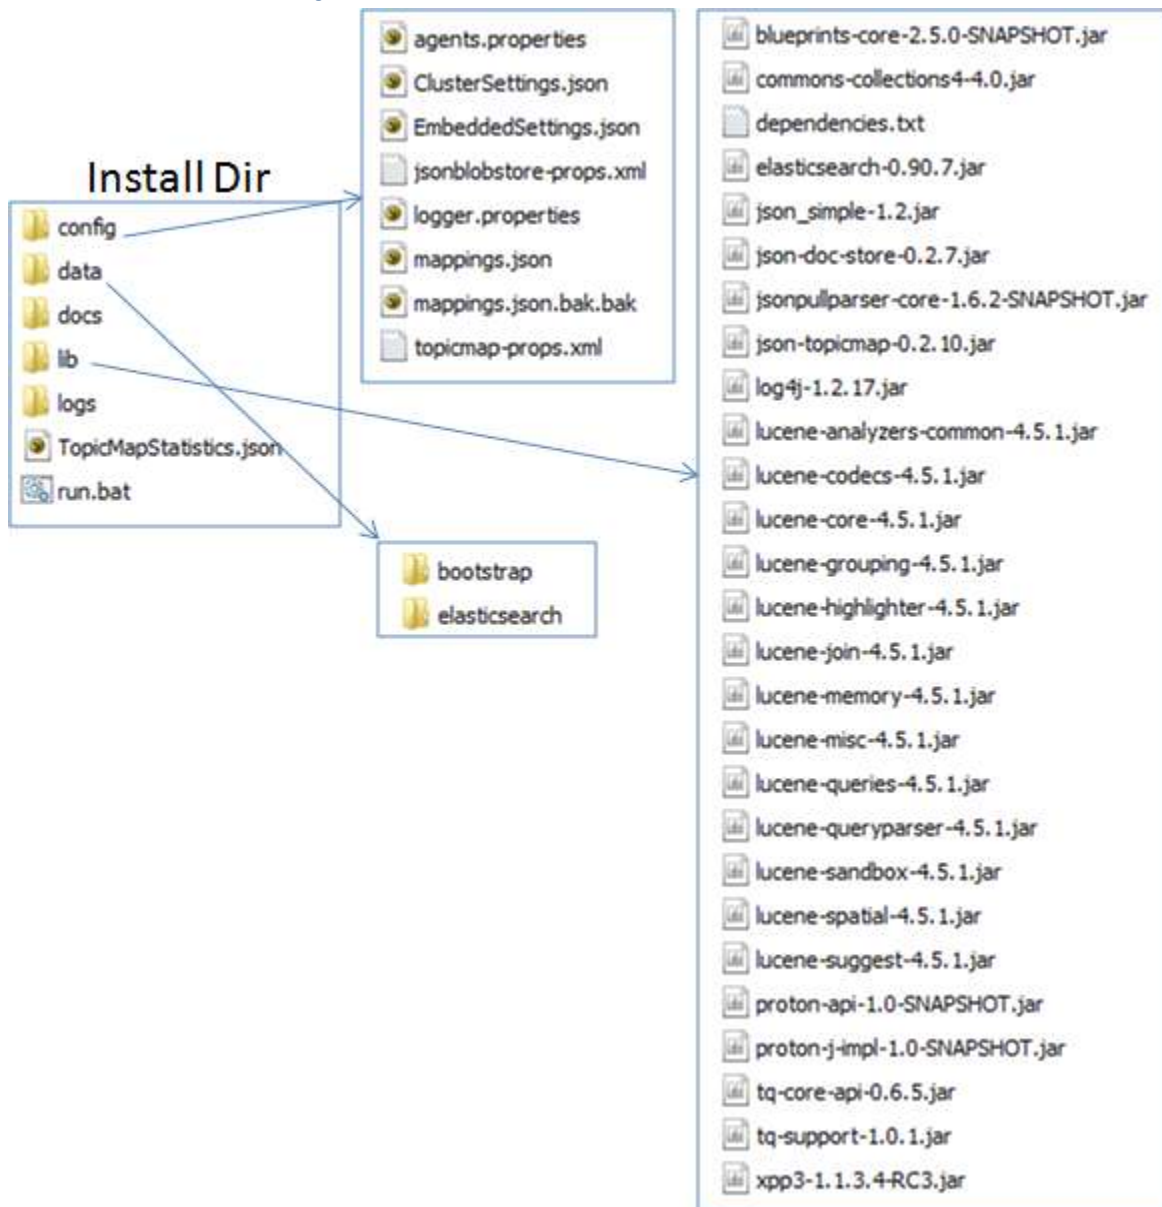 Install Dir
config
data
docs
lib
logs
TopicMapStatistics.json
run.bat
agents.properties
ClusterSettings.json
EmbeddedSettings.json
jsonblobstore-props.xml
logger.properties
mappings.json
mappings.json.bak.bak
topicmap-props.xml
bootstrap
elasticsearch
blueprints-core-2.5.0-SNAPSHOT.jar
commons-collections4-4.0.jar
dependencies.txt
elasticsearch-0.90.7.jar
json_simple-1.2.jar
json-doc-store-0.2.7.jar
jsonpullparser-core-1.6.2-SNAPSHOT.jar
json-topicmap-0.2.10.jar
log4j-1.2.17.jar
lucene-analyzers-common-4.5.1.jar
lucene-codecs-4.5.1.jar
lucene-core-4.5.1.jar
lucene-grouping-4.5.1.jar
lucene-highlighter-4.5.1.jar
lucene-join-4.5.1.jar
lucene-memory-4.5.1.jar
lucene-misc-4.5.1.jar
lucene-queries-4.5.1.jar
lucene-queryparser-4.5.1.jar
lucene-sandbox-4.5.1.jar
lucene-spatial-4.5.1.jar
lucene-suggest-4.5.1.jar
proton-api-1.0-SNAPSHOT.jar
proton-j-impl-1.0-SNAPSHOT.jar
tq-core-api-0.6.5.jar
tq-support-1.0.1.jar
xpp3-1.1.3.4-RC3.jar